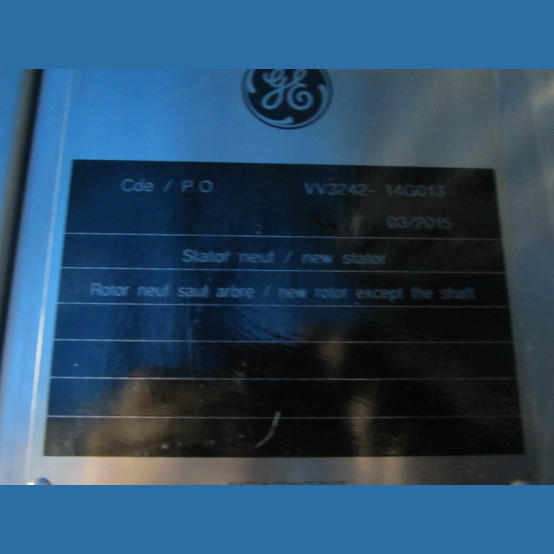 GE
Cde / P.O. VV3242- 14G013
03/2015
Stator neuf / new stator
Rotor neuf sauf arbre / new rotor except the shaft